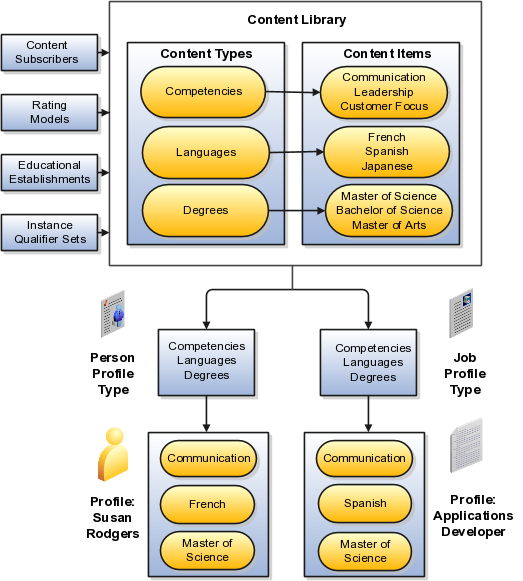 Content Library
Content
Subscribers
Rating
Models
Educational
Establishments
Instance
Qualifier Sets
Content Types
Competencies
Languages
Degrees
Content Items
Communication
Leadership
Customer Focus
French
Spanish
Japanese
Master of Science
Bachelor of Science
Master of Arts
Person
Profile
Type
Competencies
Languages
Degrees
Competencies
Languages
Degrees
Job
Profile
Type
Profile:
Susan
Rodgers
Communication
French
Master of
Science
Communication
Spanish
Master of
Science
Profile:
Applications
Developer